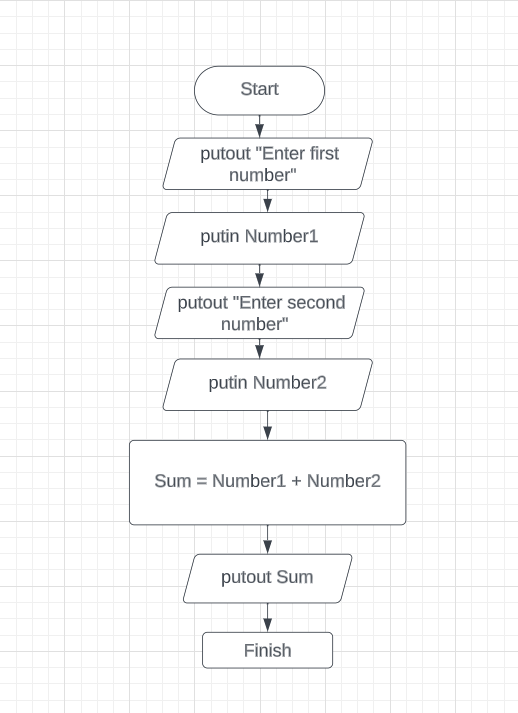 Start
putout "Enter first
number"
putin Number1
putout "Enter second
number"
putin Number2
Sum = Number1 + Number2
putout Sum
Finish